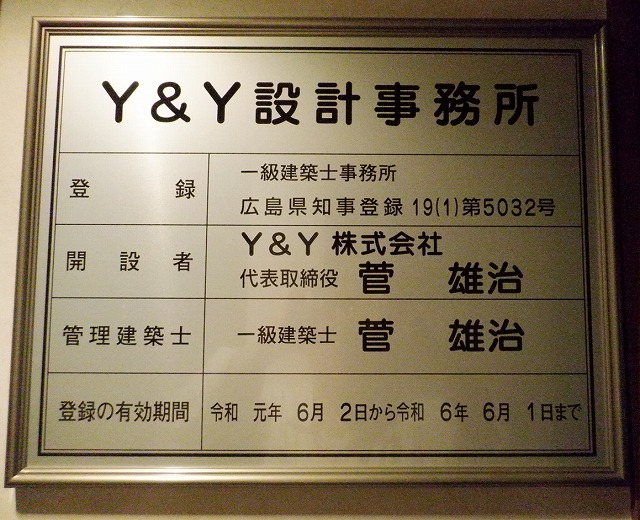 Y&Y設計事務所
登 録
一級建築士事務所
広島県知事登録 19(1)第5032号
開 設 者
Y&Y 株式会社
代表取締役 菅 雄治
管理建築士
一級建築士 菅 雄治
登録の有効期間
令和 元年 6月 2日から令和 6年 6月 1日まで